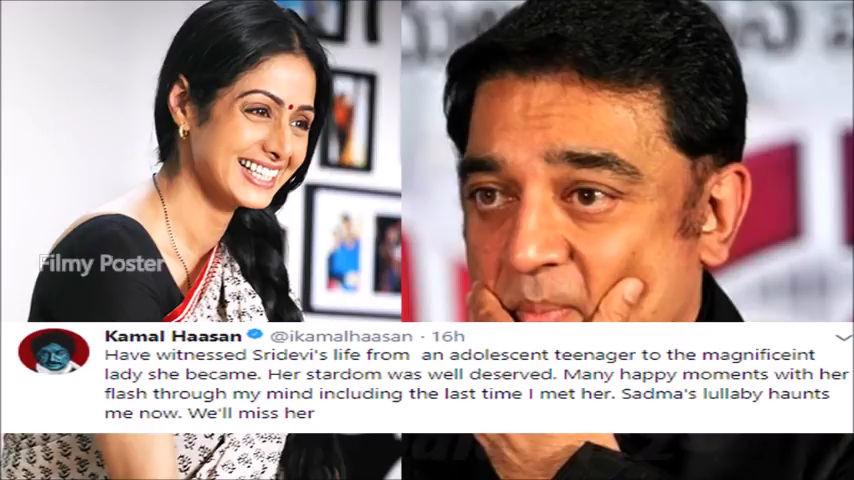 Filmy Poster
Kamal Haasan @ikamalhaasan · 16h
Have witnessed Sridevi's life from an adolescent teenager to the magnificeint
lady she became. Her stardom was well deserved. Many happy moments with her
flash through my mind including the last time I met her. Sadma's lullaby haunts
me now. We'll miss her